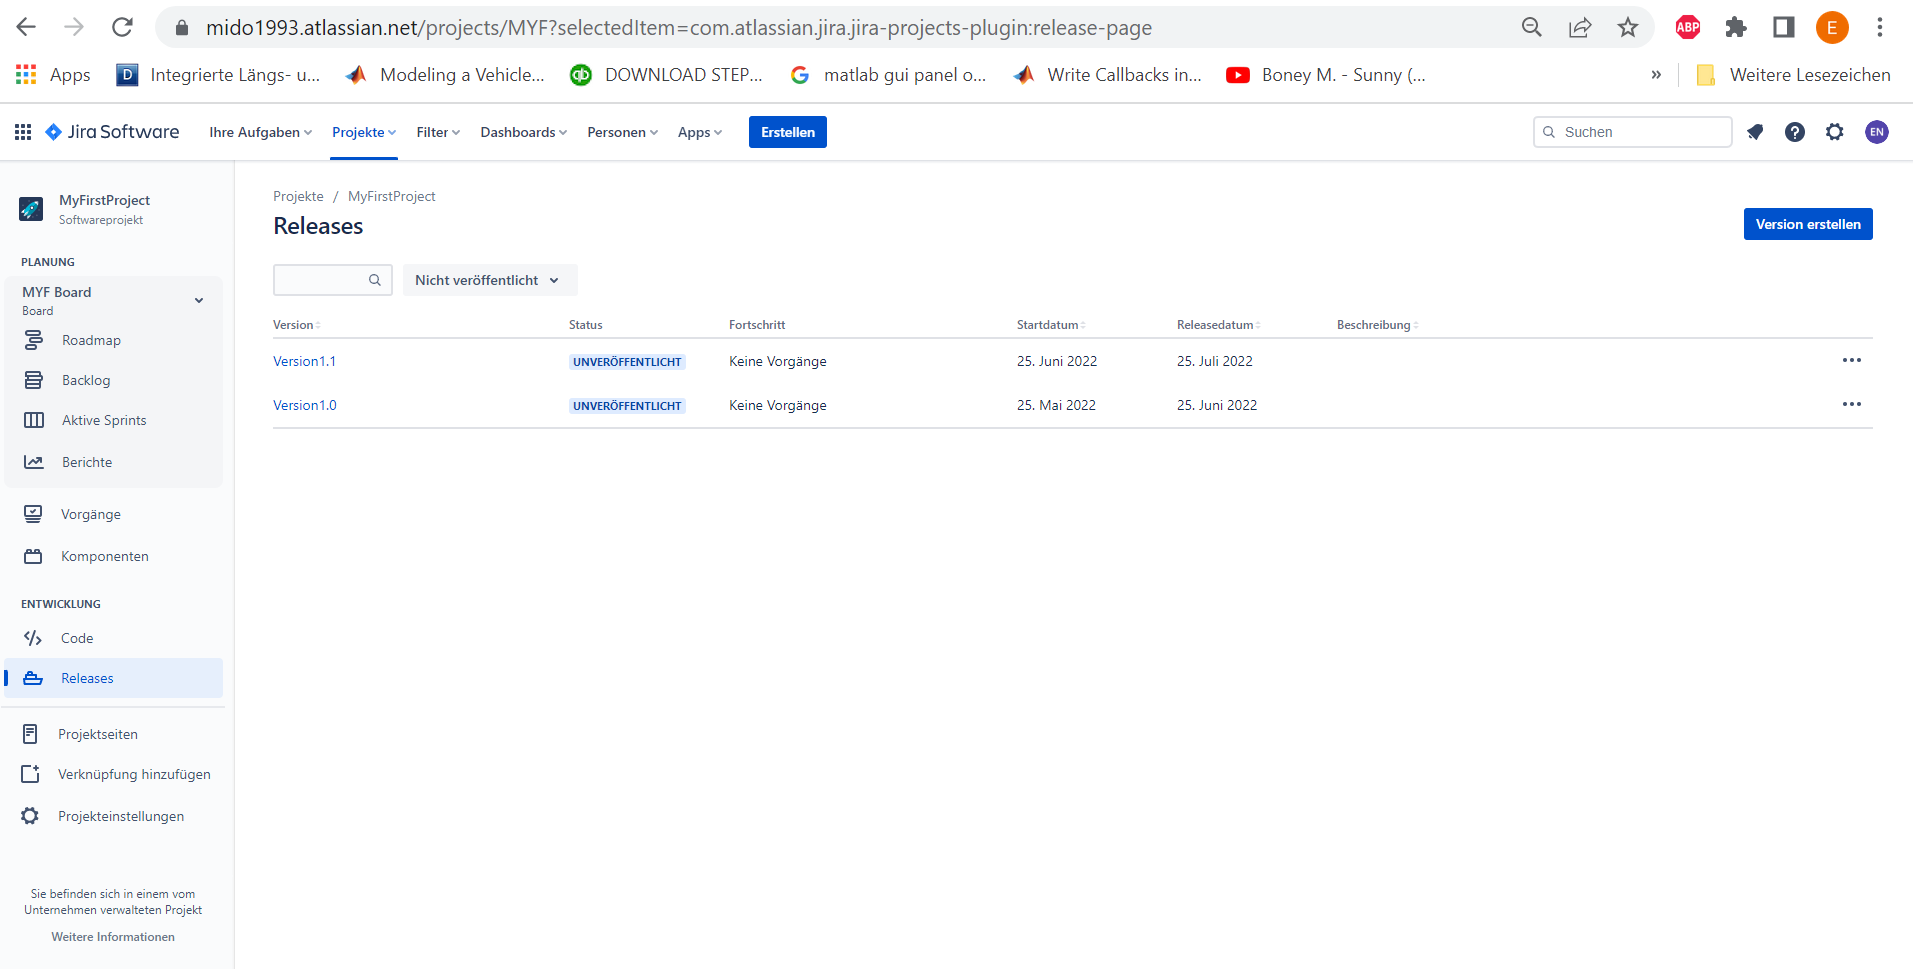 mido1993.atlassian.net/projects/MYF?selectedItem=com.atlassian.jira.jira-projects-plugin:release-page
ABP
E
Apps
D
Integrierte Längs- u...
Modeling a Vehicle...
qb
DOWNLOAD STEP...
matlab gui panel o...
Write Callbacks in...
Boney M. - Sunny (...
»
Weitere Lesezeichen
Jira Software
Ihre Aufgaben
Projekte
Filter
Dashboards
Personen
Apps
Erstellen
Suchen
?
EN
MyFirstProject
Softwareprojekt
PLANUNG
MYF Board
Board
Roadmap
Backlog
Aktive Sprints
Berichte
Vorgänge
Komponenten
ENTWICKLUNG
Code
Releases
Projektseiten
Verknüpfung hinzufügen
Projekteinstellungen
Sie befinden sich in einem vom
Unternehmen verwalteten Projekt
Weitere Informationen
Projekte / MyFirstProject
Releases
Version erstellen
Nicht veröffentlicht
Version Status Fortschritt Startdatum Releasedatum Beschreibung
Version1.1 UNVERÖFFENTLICHT Keine Vorgänge 25. Juni 2022 25. Juli 2022
Version1.0 UNVERÖFFENTLICHT Keine Vorgänge 25. Mai 2022 25. Juni 2022